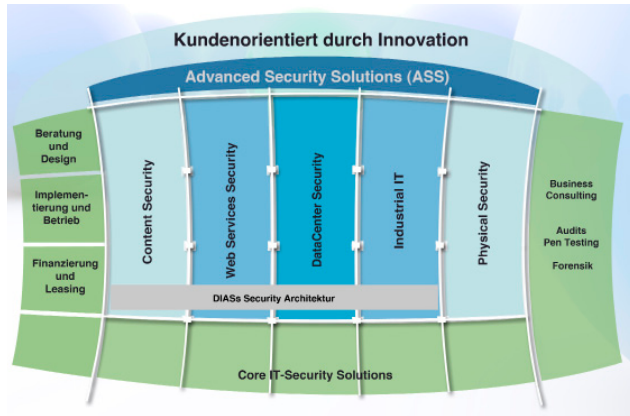 Kundenorientiert durch Innovation
Advanced Security Solutions (ASS)
Beratung
und
Design
Implemen-
tierung und
Betrieb
Finanzierung
und
Leasing
Content Security
Web Services Security
DataCenter Security
Industrial IT
Physical Security
DIASs Security Architektur
Business
Consulting
Audits
Pen Testing
Forensik
Core IT-Security Solutions